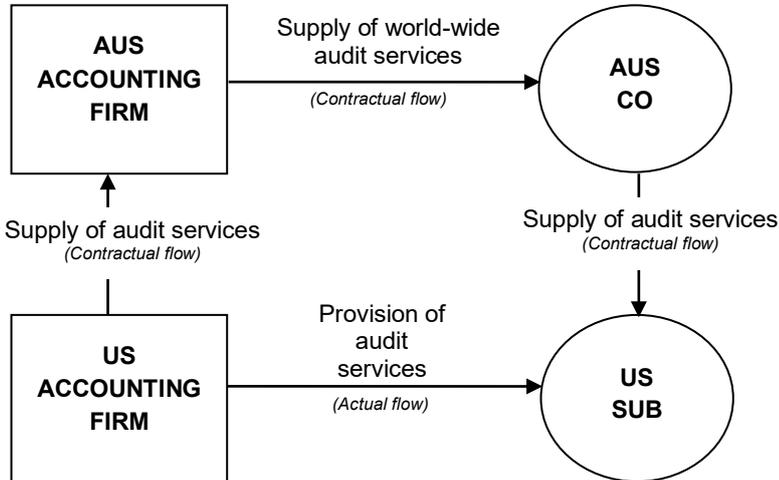 AUS
ACCOUNTING
FIRM
Supply of world-wide
audit services
(Contractual flow)
AUS
CO
Supply of audit services
(Contractual flow)
Supply of audit services
(Contractual flow)
US
ACCOUNTING
FIRM
Provision of
audit
services
(Actual flow)
US
SUB